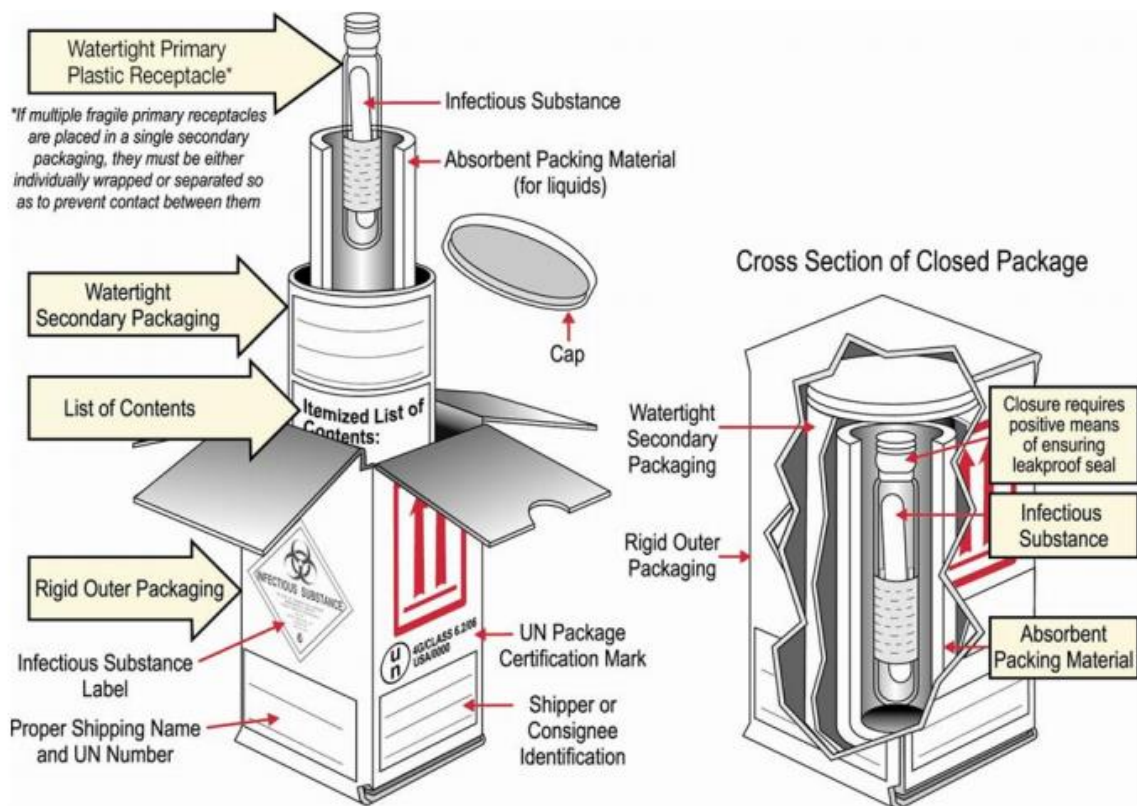 Watertight Primary
Plastic Receptacle*
*If multiple fragile primary receptacles
are placed in a single secondary
packaging, they must be either
individually wrapped or separated so
as to prevent contact between them
Infectious Substance
Absorbent Packing Material
(for liquids)
Watertight
Secondary Packaging
Cap
List of Contents
Itemized List of
Contents:
Rigid Outer Packaging
INFECTIOUS SUBSTANCE
6
u
n
4G/CLASS 6.2/06
USA/0000
Infectious Substance
Label
Proper Shipping Name
and UN Number
UN Package
Certification Mark
Shipper or
Consignee
Identification
Cross Section of Closed Package
Watertight
Secondary
Packaging
Rigid Outer
Packaging
Closure requires
positive means
of ensuring
leakproof seal
Infectious
Substance
Absorbent
Packing Material